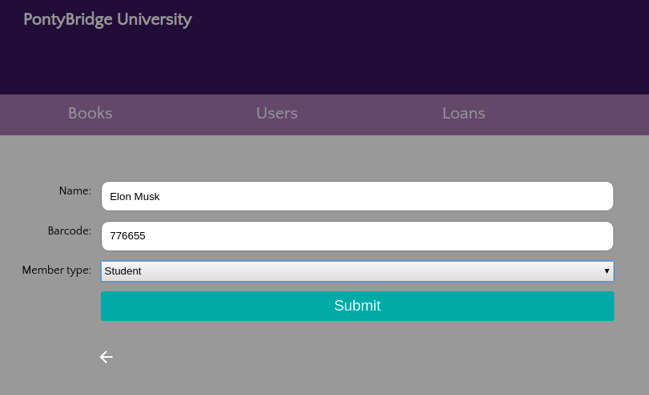 PontyBridge University
Books Users Loans
Name: Elon Musk
Barcode: 776655
Member type: Student
Submit